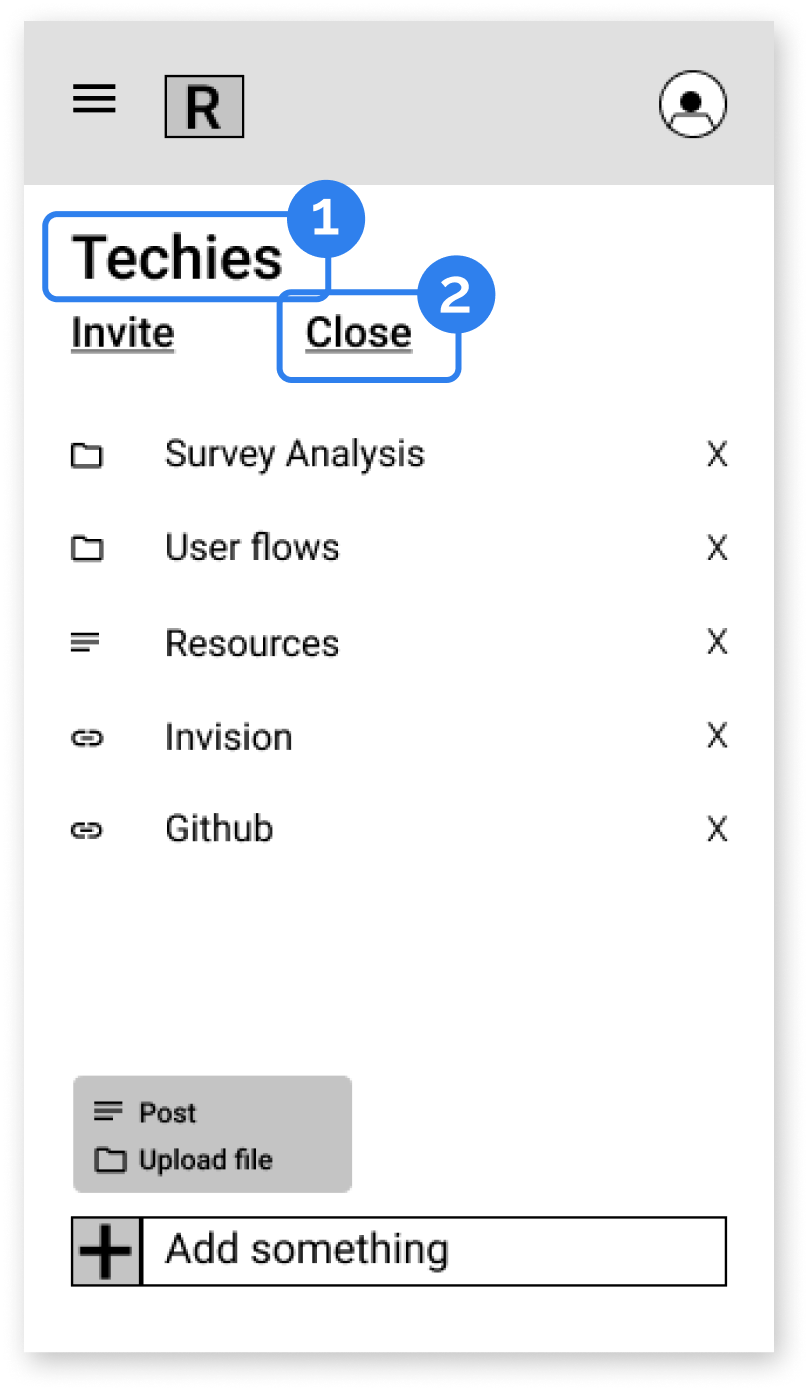 R
1
Techies
2
Invite Close
Survey Analysis X
User flows X
Resources X
Invision X
Github X
Post
Upload file
+ Add something